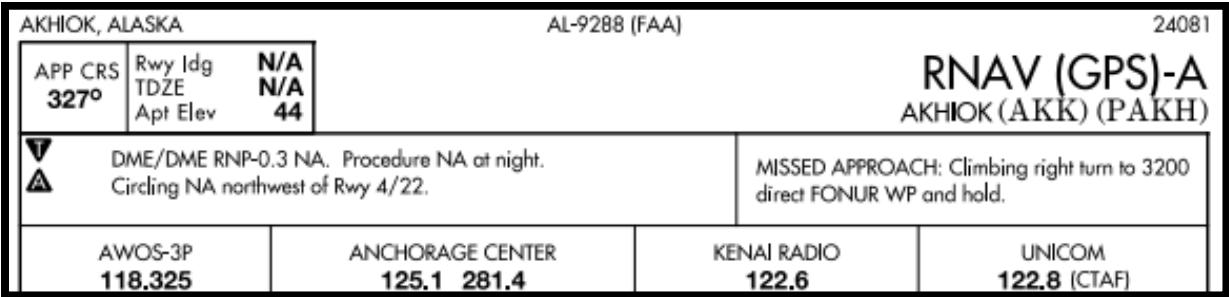 AKHIOK, ALASKA
AL-9288 (FAA)
24081
APP CRS
327°
Rwy Idg N/A
TDZE N/A
Apt Elev 44
RNAV (GPS)-A
AKHIOK (AKK) (PAKH)
T
A
DME/DME RNP-0.3 NA. Procedure NA at night.
Circling NA northwest of Rwy 4/22.
MISSED APPROACH: Climbing right turn to 3200
direct FONUR WP and hold.
AWOS-3P
118.325
ANCHORAGE CENTER
125.1 281.4
KENAI RADIO
122.6
UNICOM
122.8 (CTAF)